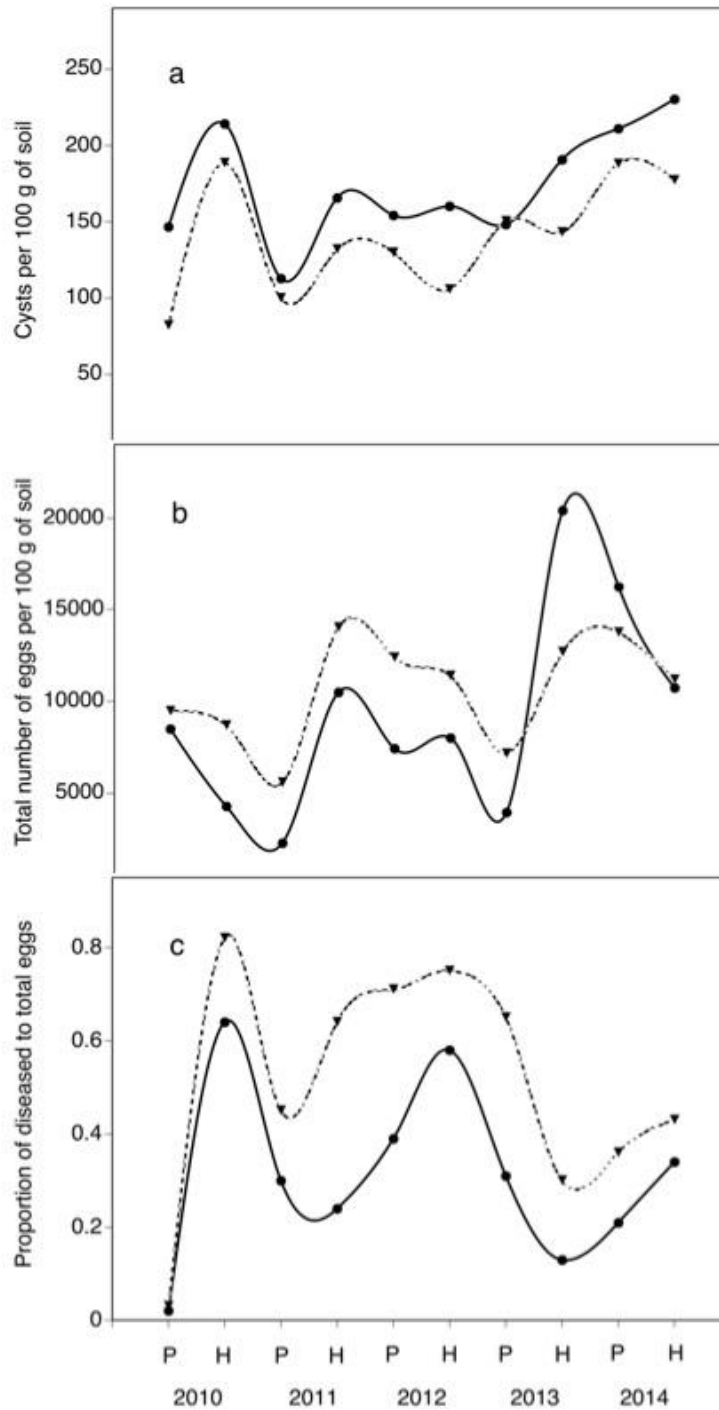 a
Cysts per 100 g of soil
250
200
150
100
50
b
Total number of eggs per 100 g of soil
20000
15000
10000
5000
c
Proportion of diseased to total eggs
0.8
0.6
0.4
0.2
0
P H P H P H P H P H
2010 2011 2012 2013 2014